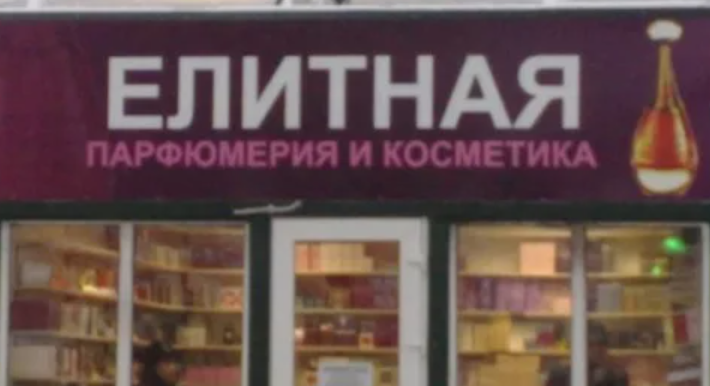 ЕЛИТНАЯ
ПАРФЮМЕРИЯ И КОСМЕТИКА